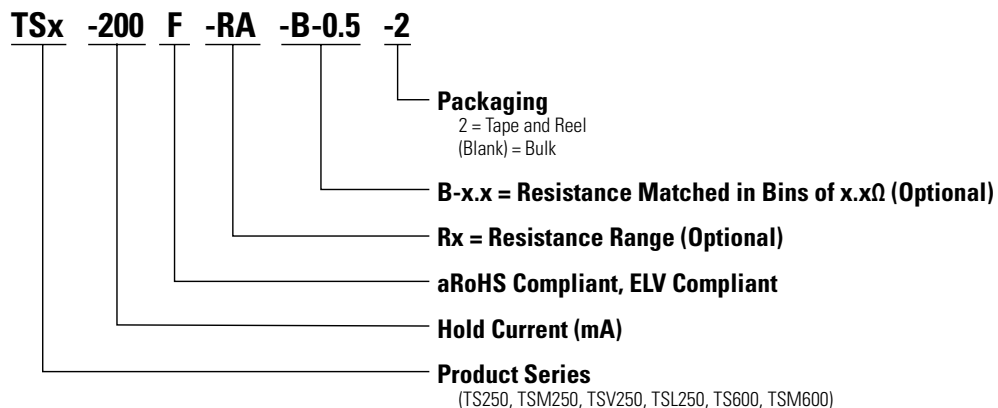 TSx -200 F -RA -B-0.5 -2
Packaging
2 = Tape and Reel
(Blank) = Bulk
B-x.x = Resistance Matched in Bins of x.xΩ (Optional)
Rx = Resistance Range (Optional)
aRoHS Compliant, ELV Compliant
Hold Current (mA)
Product Series
(TS250, TSM250, TSV250, TSL250, TS600, TSM600)